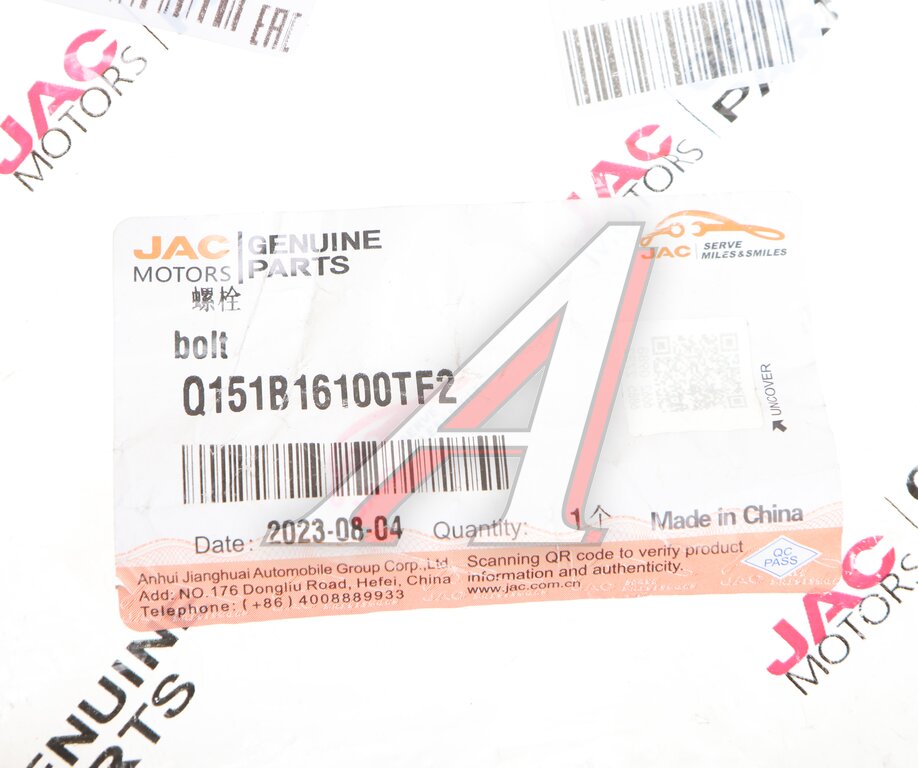 EAC
JAC
MOTORS
JAC
MOTORS
JAC
MOTORS
GENUINE
PARTS
JAC
SERVE
MILES&SMILES
螺栓
bolt
Q151B16100TF2
UNCOVER
Date: 2023-08-04 Quantity: 1个 Made in China
Anhui Jianghuai Automobile Group Corp.,Ltd
Add: NO.176 Dongliu Road, Hefei, China
Telephone: (+86) 4008889933
Scanning QR code to verify product
information and authenticity.
www.jac.com.cn
QC
PASS
JAC
MOTORS
GENUINE
PARTS